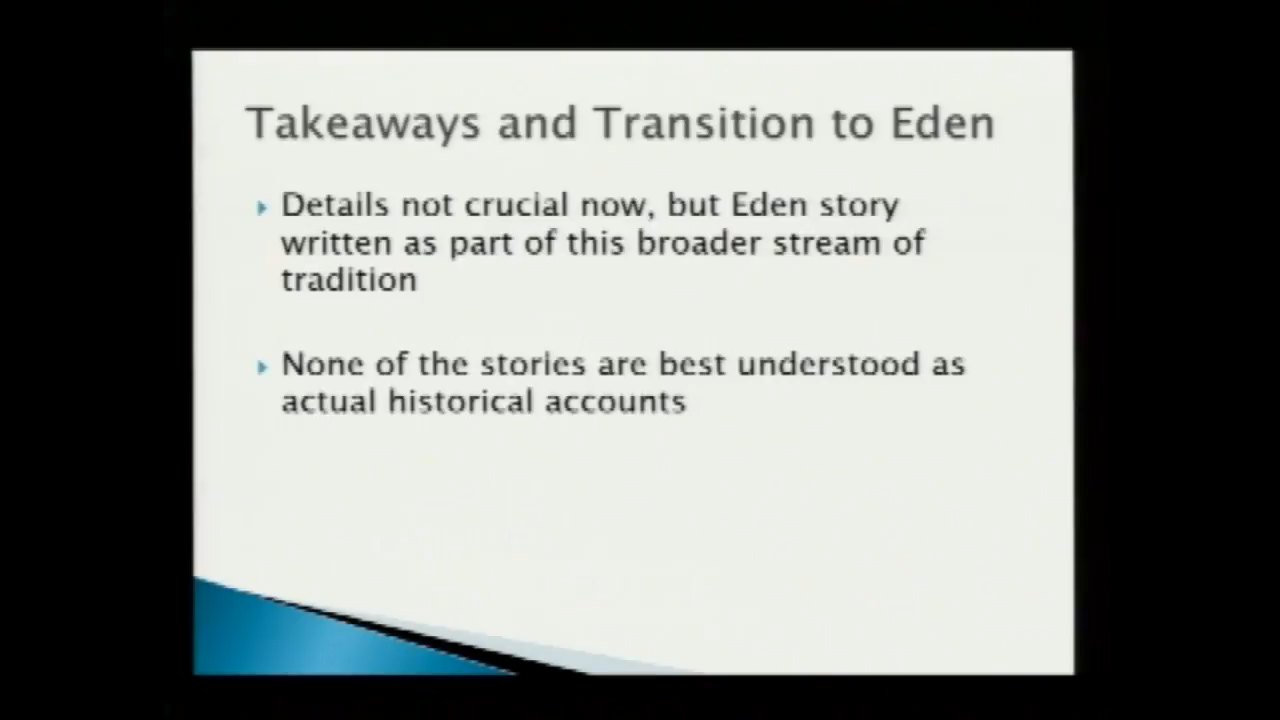 Takeaways and Transition to Eden
Details not crucial now, but Eden story
written as part of this broader stream of
tradition
None of the stories are best understood as
actual historical accounts